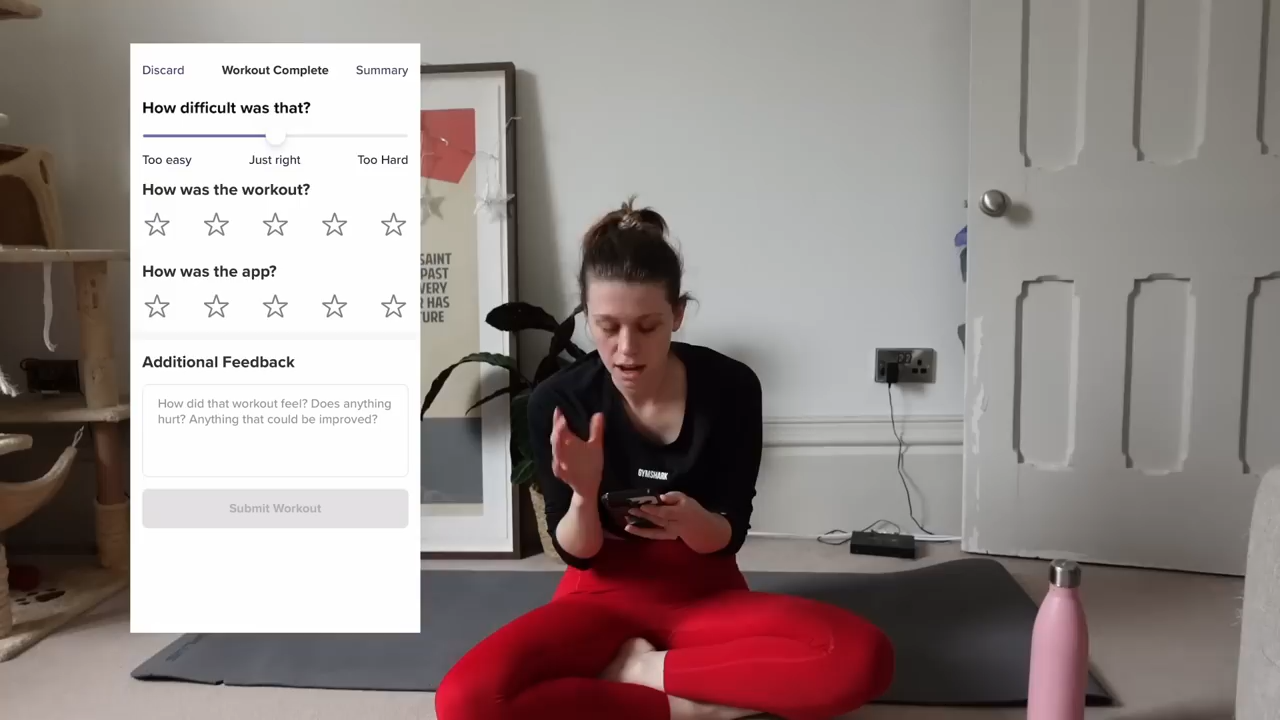 Discard Workout Complete Summary
How difficult was that?
Too easy Just right Too Hard
How was the workout?
How was the app?
Additional Feedback
How did that workout feel? Does anything
hurt? Anything that could be improved?
Submit Workout
SAINT
PAST
VERY
HAS
TURE
GYMSHARK